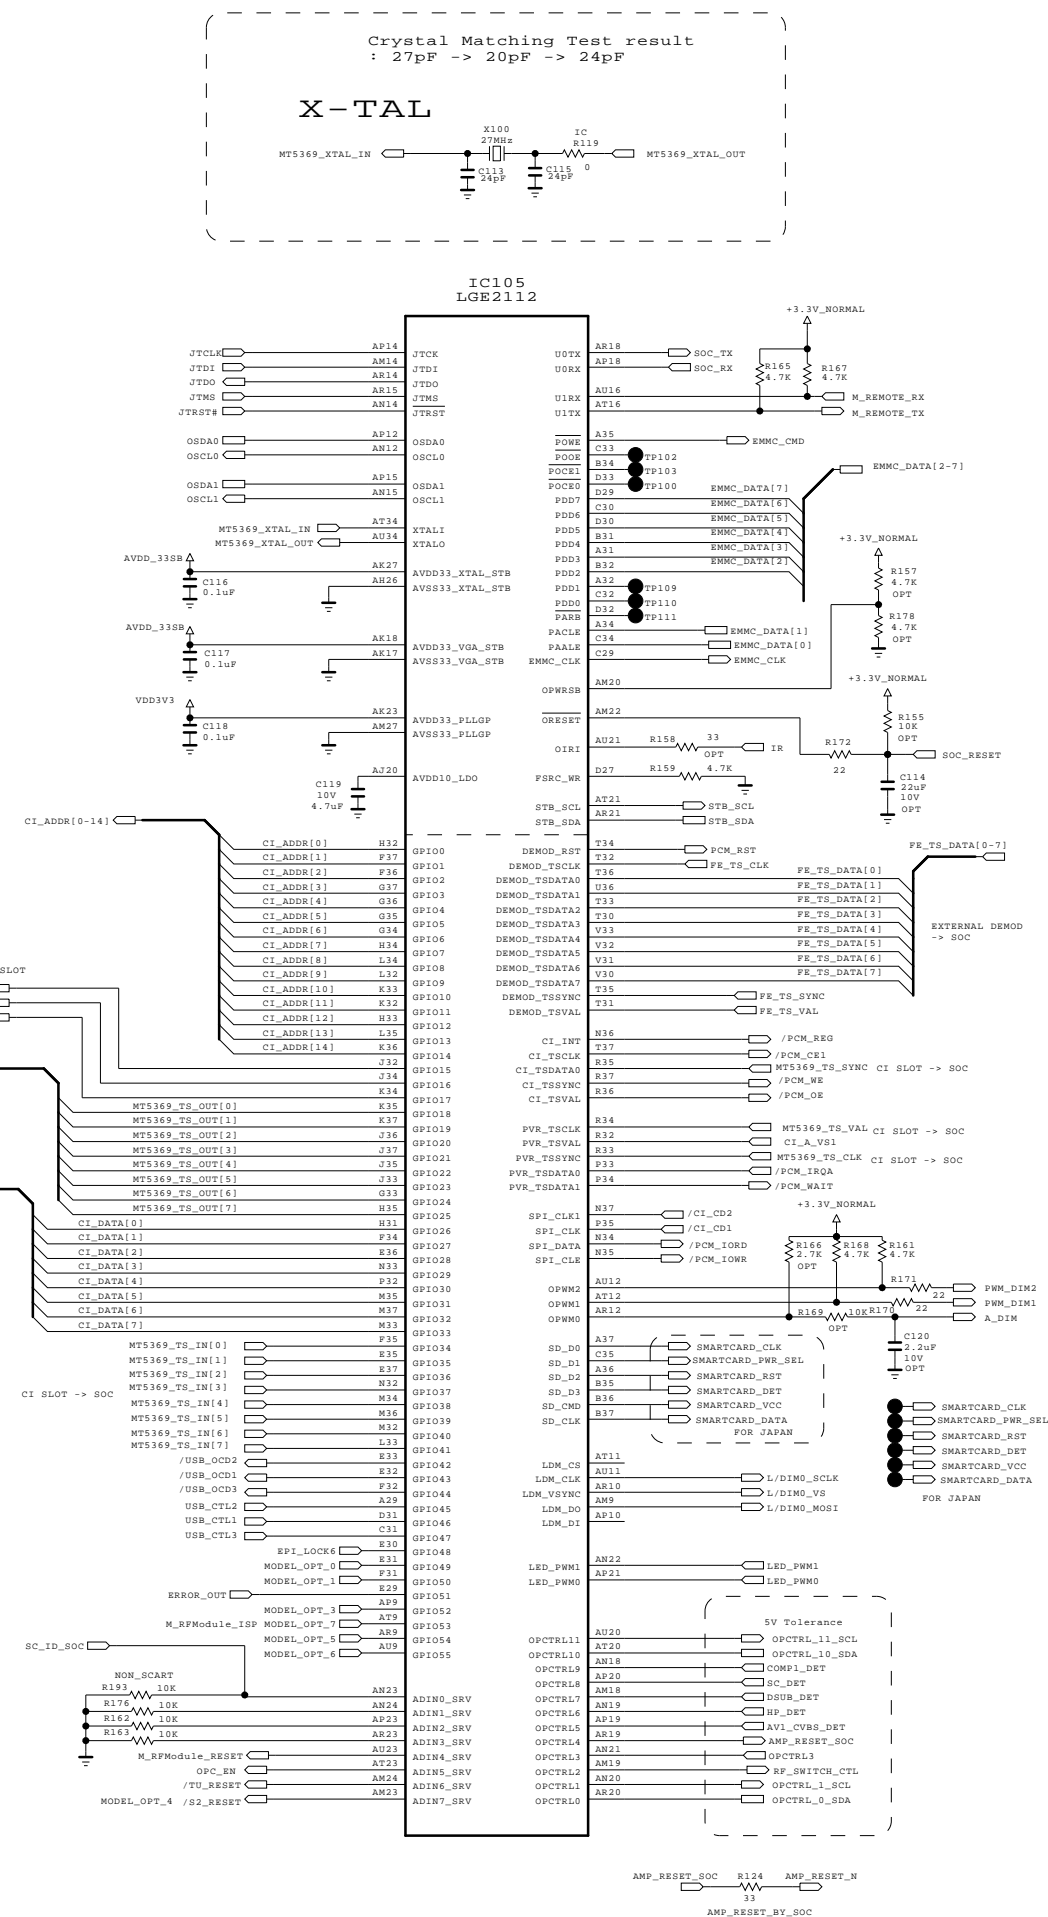 Crystal Matching Test result
: 27pF -> 20pF -> 24pF
X-TAL
MT5369_XTAL_IN
X100
27MHz
C113
24pF
C115
24pF
IC
R119
0
MT5369_XTAL_OUT
IC105
LGE2112
JTCLK AP14 JTCK
JTDI AM14 JTDI
JTDO AR14 JTDO
JTMS AR15 JTMS
JTRST# AN14 JTRST
OSDA0 AP12 OSDA0
OSCL0 AN12 OSCL0
OSDA1 AP15 OSDA1
OSCL1 AN15 OSCL1
MT5369_XTAL_IN AT34 XTALI
MT5369_XTAL_OUT AU34 XTALO
AVDD_33SB
C116
0.1uF
AK27 AVDD33_XTAL_STB
AH26 AVSS33_XTAL_STB
AVDD_33SB
C117
0.1uF
AK18 AVDD33_VGA_STB
AK17 AVSS33_VGA_STB
VDD3V3
C118
0.1uF
AK23 AVDD33_PLLGP
AM27 AVSS33_PLLGP
C119
10V
4.7uF
AJ20 AVDD10_LDO
CI_ADDR[0-14]
CI_ADDR[0] H32 GPIO0
CI_ADDR[1] F37 GPIO1
CI_ADDR[2] F36 GPIO2
CI_ADDR[3] G37 GPIO3
CI_ADDR[4] G36 GPIO4
CI_ADDR[5] G35 GPIO5
CI_ADDR[6] G34 GPIO6
CI_ADDR[7] H34 GPIO7
CI_ADDR[8] L34 GPIO8
CI_ADDR[9] L32 GPIO9
CI_ADDR[10] K33 GPIO10
CI_ADDR[11] K32 GPIO11
CI_ADDR[12] H33 GPIO12
CI_ADDR[13] L35 GPIO13
CI_ADDR[14] K36 GPIO14
SLOT
J32 GPIO15
J34 GPIO16
K34 GPIO17
MT5369_TS_OUT[0] K35 GPIO18
MT5369_TS_OUT[1] K37 GPIO19
MT5369_TS_OUT[2] J36 GPIO20
MT5369_TS_OUT[3] J37 GPIO21
MT5369_TS_OUT[4] J35 GPIO22
MT5369_TS_OUT[5] J33 GPIO23
MT5369_TS_OUT[6] G33 GPIO24
MT5369_TS_OUT[7] H35 GPIO25
CI_DATA[0] H31 GPIO26
CI_DATA[1] F34 GPIO27
CI_DATA[2] E36 GPIO28
CI_DATA[3] N33 GPIO29
CI_DATA[4] P32 GPIO30
CI_DATA[5] M35 GPIO31
CI_DATA[6] M37 GPIO32
CI_DATA[7] M33 GPIO33
MT5369_TS_IN[0] F35 GPIO34
MT5369_TS_IN[1] E35 GPIO35
MT5369_TS_IN[2] E37 GPIO36
MT5369_TS_IN[3] N32 GPIO37
CI SLOT -> SOC
MT5369_TS_IN[4] M34 GPIO38
MT5369_TS_IN[5] M36 GPIO39
MT5369_TS_IN[6] M32 GPIO40
MT5369_TS_IN[7] L33 GPIO41
/USB_OCD2 E33 GPIO42
/USB_OCD1 E32 GPIO43
/USB_OCD3 F32 GPIO44
USB_CTL2 A29 GPIO45
USB_CTL1 D31 GPIO46
USB_CTL3 C31 GPIO47
EPI_LOCK6 E30 GPIO48
MODEL_OPT_0 E31 GPIO49
MODEL_OPT_1 F31 GPIO50
ERROR_OUT E29 GPIO51
MODEL_OPT_3 AP9 GPIO52
M_RFModule_ISP MODEL_OPT_7 AT9 GPIO53
MODEL_OPT_5 AR9 GPIO54
MODEL_OPT_6 AU9 GPIO55
SC_ID_SOC
NON_SCART
R193 10K AN23 ADIN0_SRV
R176 10K AN24 ADIN1_SRV
R162 10K AP23 ADIN2_SRV
R163 10K AR23 ADIN3_SRV
M_RFModule_RESET AU23 ADIN4_SRV
OPC_EN AT23 ADIN5_SRV
/TU_RESET AM24 ADIN6_SRV
MODEL_OPT_4 /S2_RESET AM23 ADIN7_SRV
+3.3V_NORMAL
R165
4.7K
R167
4.7K
U0TX AR18 SOC_TX
U0RX AP18 SOC_RX
U1RX AU16 M_REMOTE_RX
U1TX AT16 M_REMOTE_TX
POWE A35 EMMC_CMD
POOE C33 TP102
POCE1 B34 TP103
POCE0 D33 TP100
EMMC_DATA[2-7]
PDD7 D29 EMMC_DATA[7]
PDD6 C30 EMMC_DATA[6]
PDD5 D30 EMMC_DATA[5]
PDD4 B31 EMMC_DATA[4]
PDD3 A31 EMMC_DATA[3]
PDD2 B32 EMMC_DATA[2]
PDD1 A32 TP109
PDD0 C32 TP110
PARB D32 TP111
PACLE A34 EMMC_DATA[1]
PAALE C34 EMMC_DATA[0]
EMMC_CLK C29 EMMC_CLK
+3.3V_NORMAL
R157
4.7K
OPT
R178
4.7K
OPT
OPWRSB AM20
+3.3V_NORMAL
R155
10K
OPT
ORESET AM22
R172
22
SOC_RESET
C114
22uF
10V
OPT
OIRI AU21 R158 33 OPT IR
FSRC_WR D27 R159 4.7K
STB_SCL AT21 STB_SCL
STB_SDA AR21 STB_SDA
DEMOD_RST T34 PCM_RST
DEMOD_TSCLK T32 FE_TS_CLK
FE_TS_DATA[0-7]
DEMOD_TSDATA0 T36 FE_TS_DATA[0]
DEMOD_TSDATA1 U36 FE_TS_DATA[1]
DEMOD_TSDATA2 T33 FE_TS_DATA[2]
DEMOD_TSDATA3 T30 FE_TS_DATA[3]
DEMOD_TSDATA4 V33 FE_TS_DATA[4]
DEMOD_TSDATA5 V32 FE_TS_DATA[5]
DEMOD_TSDATA6 V31 FE_TS_DATA[6]
DEMOD_TSDATA7 V30 FE_TS_DATA[7]
EXTERNAL DEMOD
-> SOC
DEMOD_TSSYNC T35 FE_TS_SYNC
DEMOD_TSVAL T31 FE_TS_VAL
CI_INT N36 /PCM_REG
CI_TSCLK T37 /PCM_CE1
CI_TSDATA0 R35 MT5369_TS_SYNC CI SLOT -> SOC
CI_TSSYNC R37 /PCM_WE
CI_TSVAL R36 /PCM_OE
PVR_TSCLK R34 MT5369_TS_VAL CI SLOT -> SOC
PVR_TSVAL R32 CI_A_VS1
PVR_TSSYNC R33 MT5369_TS_CLK CI SLOT -> SOC
PVR_TSDATA0 P33 /PCM_IRQA
PVR_TSDATA1 P34 /PCM_WAIT
SPI_CLK1 N37 /CI_CD2
SPI_CLK P35 /CI_CD1
SPI_DATA N34 /PCM_IORD
SPI_CLE N35 /PCM_IOWR
+3.3V_NORMAL
R166
2.7K
OPT
R168
4.7K
R161
4.7K
OPWM2 AU12 R171 22 PWM_DIM2
OPWM1 AT12 R170 22 PWM_DIM1
OPWM0 AR12 R169 10K OPT A_DIM
C120
2.2uF
10V
OPT
SD_D0 A37 SMARTCARD_CLK
SD_D1 C35 SMARTCARD_PWR_SEL
SD_D2 A36 SMARTCARD_RST
SD_D3 B35 SMARTCARD_DET
SD_CMD B36 SMARTCARD_VCC
SD_CLK B37 SMARTCARD_DATA
FOR JAPAN
SMARTCARD_CLK
SMARTCARD_PWR_SEL
SMARTCARD_RST
SMARTCARD_DET
SMARTCARD_VCC
SMARTCARD_DATA
FOR JAPAN
LDM_CS AT11
LDM_CLK AU11 L/DIM0_SCLK
LDM_VSYNC AR10 L/DIM0_VS
LDM_DO AM9 L/DIM0_MOSI
LDM_DI AP10
LED_PWM1 AN22 LED_PWM1
LED_PWM0 AP21 LED_PWM0
5V Tolerance
OPCTRL11 AU20 OPCTRL_11_SCL
OPCTRL10 AT20 OPCTRL_10_SDA
OPCTRL9 AN18 COMP1_DET
OPCTRL8 AP20 SC_DET
OPCTRL7 AM18 DSUB_DET
OPCTRL6 AN19 HP_DET
OPCTRL5 AP19 AV1_CVBS_DET
OPCTRL4 AR19 AMP_RESET_SOC
OPCTRL3 AN21 OPCTRL3
OPCTRL2 AM19 RF_SWITCH_CTL
OPCTRL1 AN20 OPCTRL_1_SCL
OPCTRL0 AR20 OPCTRL_0_SDA
AMP_RESET_SOC R124 AMP_RESET_N
33
AMP_RESET_BY_SOC